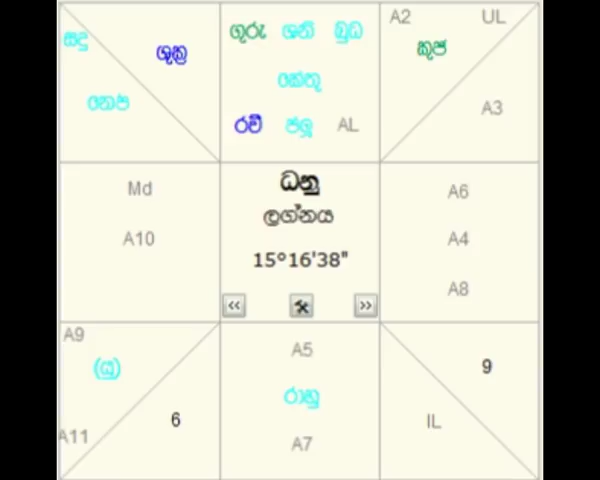 සඳු
ශුක්‍ර
නෙප්
ගුරු ශනි බුධ
කේතු
රවි ප්ලූ AL
A2 UL
කුජ
A3
Md
A10
ධනු
ලග්නය
15°16'38"
<< >>
A6
A4
A8
A9
(යු)
A11
6
A5
රාහු
A7
9
IL